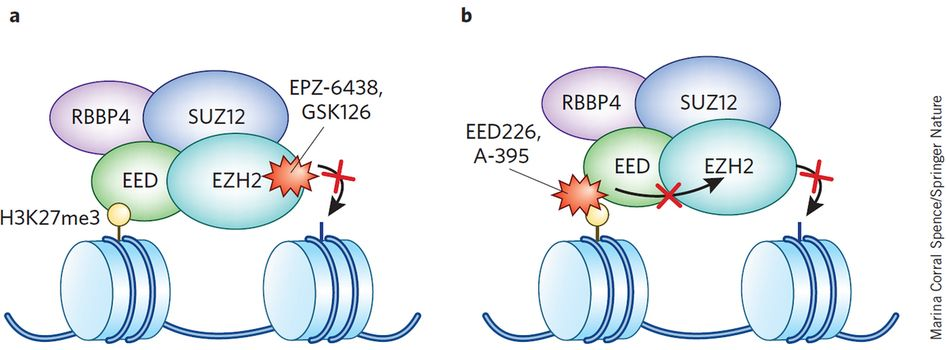 a
RBBP4
SUZ12
EPZ-6438,
GSK126
EED
EZH2
H3K27me3
b
RBBP4
SUZ12
EED226,
A-395
EED
EZH2
Marina Corral Spence/Springer Nature